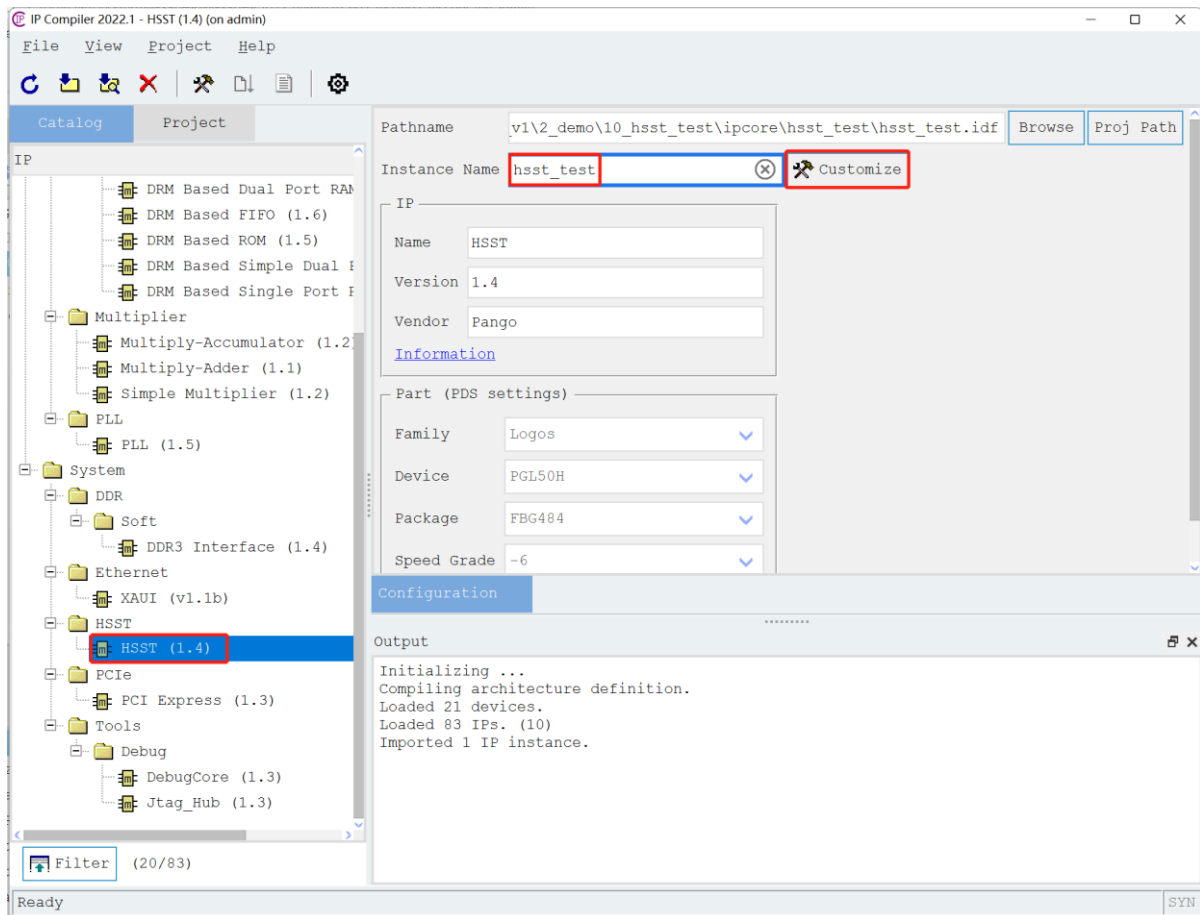 IP Compiler 2022.1 - HSST (1.4) (on admin)
File View Project Help
Catalog Project
IP
DRM Based Dual Port RAM
DRM Based FIFO (1.6)
DRM Based ROM (1.5)
DRM Based Simple Dual
DRM Based Single Port
Multiplier
Multiply-Accumulator (1.2)
Multiply-Adder (1.1)
Simple Multiplier (1.2)
PLL
PLL (1.5)
System
DDR
Soft
DDR3 Interface (1.4)
Ethernet
XAUI (v1.1b)
HSST
HSST (1.4)
PCIe
PCI Express (1.3)
Tools
Debug
DebugCore (1.3)
Jtag_Hub (1.3)
Filter (20/83)
Pathname _v1\2_demo\10_hsst_test\ipcore\hsst_test\hsst_test.idf Browse Proj Path
Instance Name hsst_test Customize
IP
Name HSST
Version 1.4
Vendor Pango
Information
Part (PDS settings)
Family Logos
Device PGL50H
Package FBG484
Speed Grade -6
Configuration
Output
Initializing ...
Compiling architecture definition.
Loaded 21 devices.
Loaded 83 IPs. (10)
Imported 1 IP instance.
Ready SYN